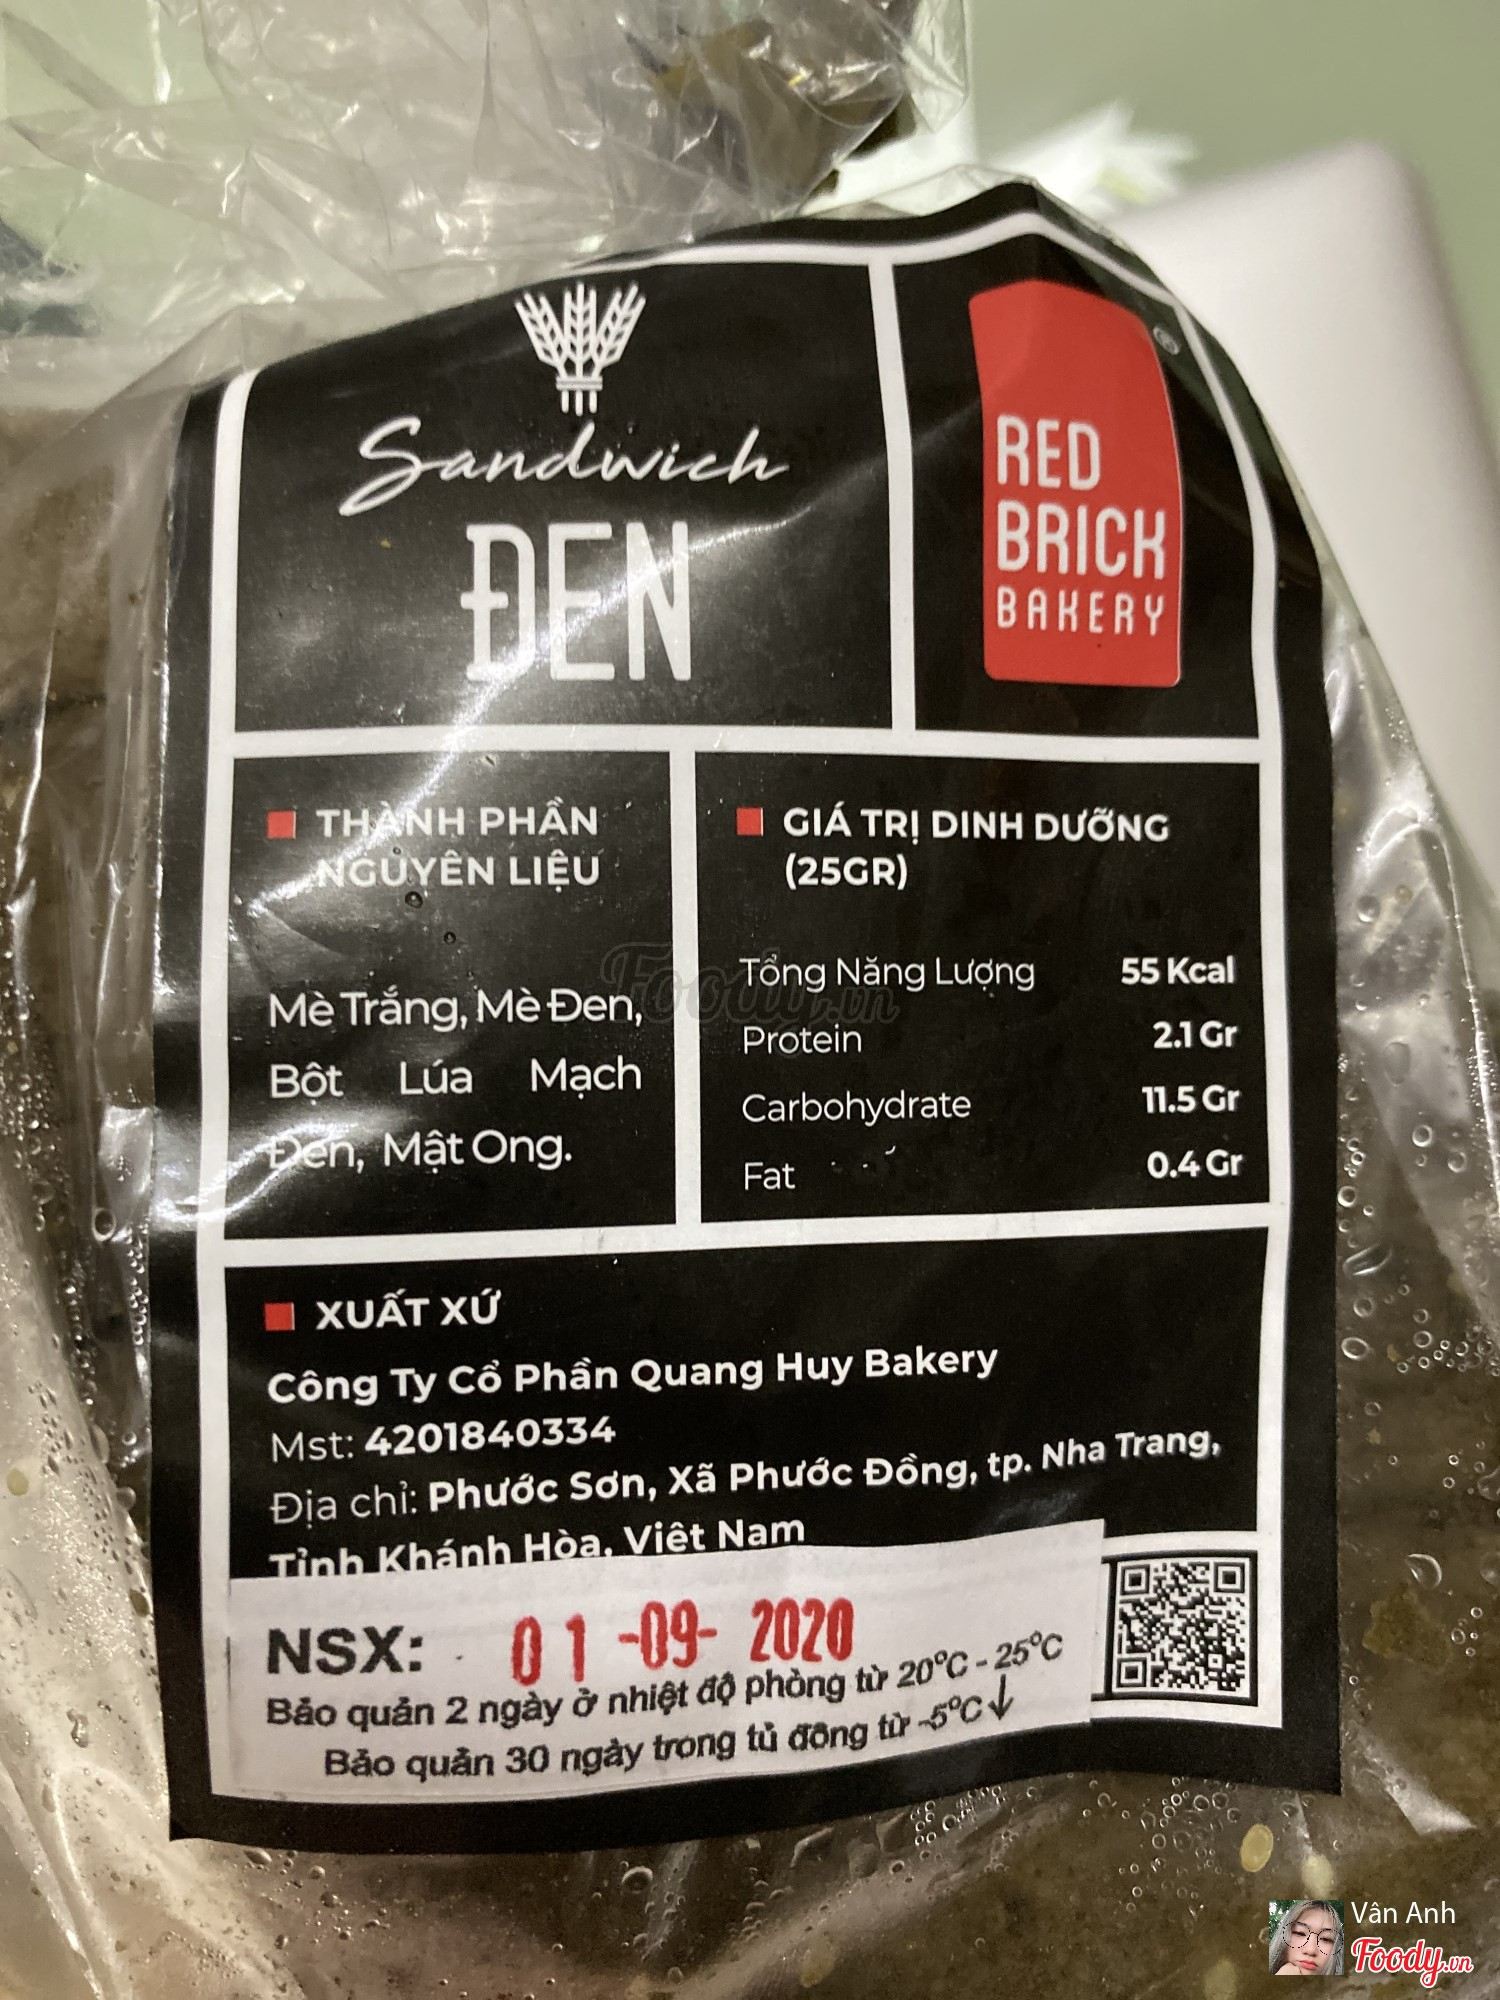 Sandwich
ĐEN
RED
BRICK
BAKERY
®
THÀNH PHẦN
NGUYÊN LIỆU
Mè Trắng, Mè Đen,
Bột Lúa Mạch
Đen, Mật Ong.
GIÁ TRỊ DINH DƯỠNG
(25GR)
Tổng Năng Lượng 55 Kcal
Protein 2.1 Gr
Carbohydrate 11.5 Gr
Fat 0.4 Gr
XUẤT XỨ
Công Ty Cổ Phần Quang Huy Bakery
Mst: 4201840334
Địa chỉ: Phước Sơn, Xã Phước Đồng, tp. Nha Trang,
Tỉnh Khánh Hòa, Việt Nam
NSX: 01-09-2020
Bảo quản 2 ngày ở nhiệt độ phòng từ 20°C - 25°C
Bảo quản 30 ngày trong tủ đông từ -5°C↓
Foody.vn
Vân Anh
Foody.vn